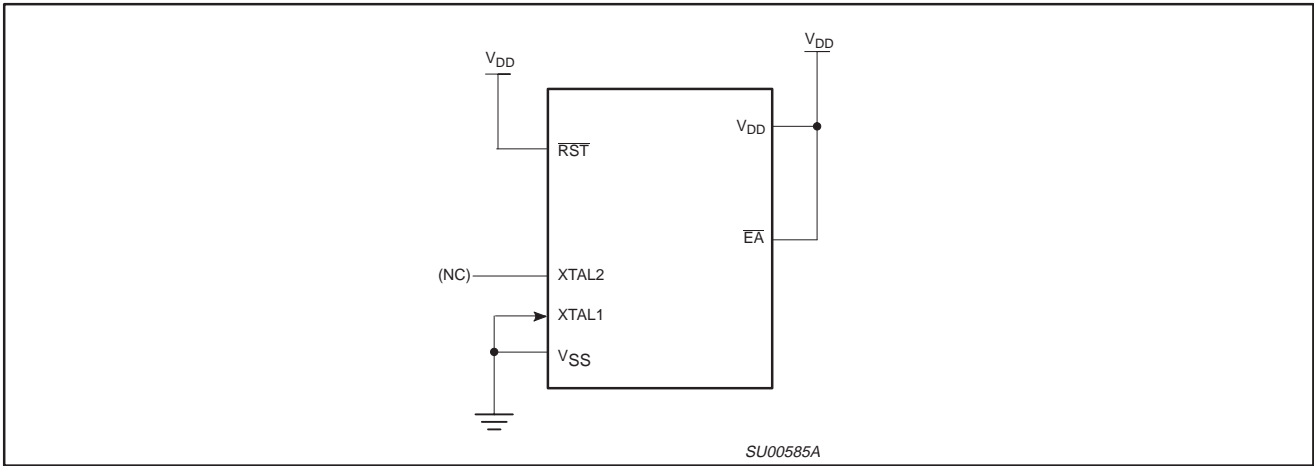 VDD
VDD
VDD
RST
EA
(NC)
XTAL2
XTAL1
VSS
SU00585A